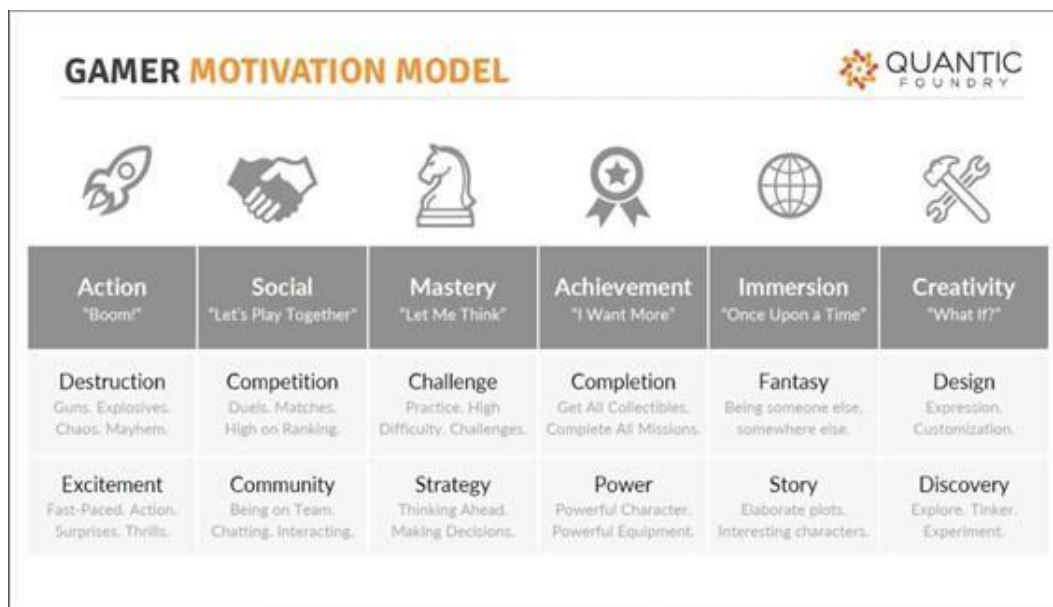 GAMER MOTIVATION MODEL
QUANTIC
FOUNDRY
Action
"Boom!"
Social
"Let's Play Together"
Mastery
"Let Me Think"
Achievement
"I Want More"
Immersion
"Once Upon a Time"
Creativity
"What If?"
Destruction
Guns. Explosives.
Chaos. Mayhem.
Competition
Duels. Matches.
High on Ranking.
Challenge
Practice. High
Difficulty. Challenges.
Completion
Get All Collectibles.
Complete All Missions.
Fantasy
Being someone else,
somewhere else.
Design
Expression.
Customization.
Excitement
Fast-Paced. Action.
Surprises. Thrills.
Community
Being on Team.
Chatting. Interacting.
Strategy
Thinking Ahead.
Making Decisions.
Power
Powerful Character.
Powerful Equipment.
Story
Elaborate plots.
Interesting characters.
Discovery
Explore. Tinker.
Experiment.